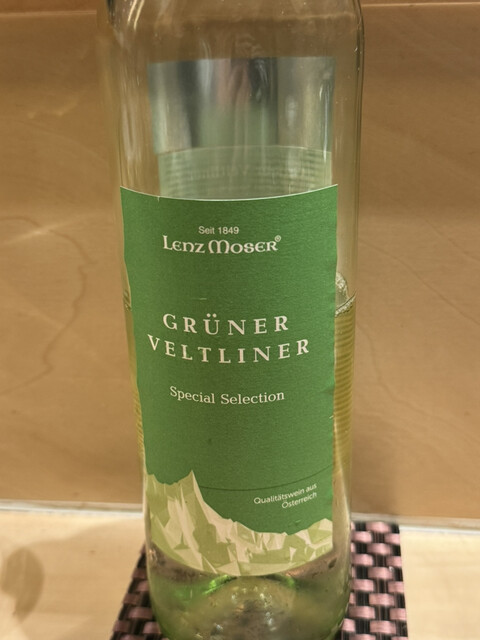 Seit 1849
LENZ MOSER®
GRÜNER
VELTLINER
Special Selection
Qualitätswein aus
Österreich